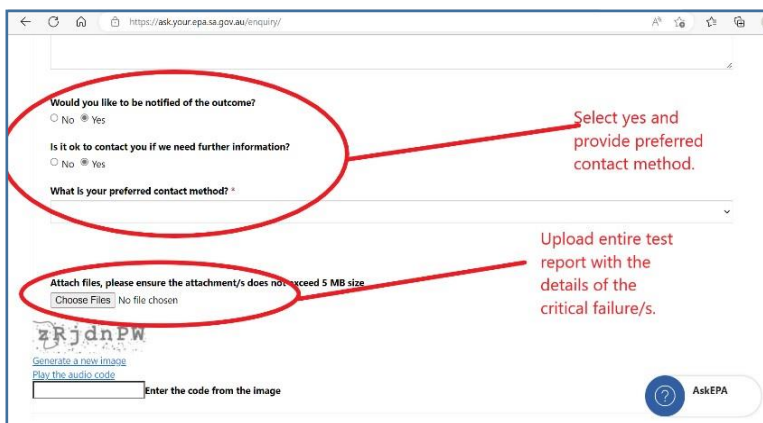 https://ask.your.epa.sa.gov.au/enquiry/
Would you like to be notified of the outcome?
No Yes
Is it ok to contact you if we need further information?
No Yes
What is your preferred contact method? *
Select yes and
provide preferred
contact method.
Attach files, please ensure the attachment/s does not exceed 5 MB size
Choose Files No file chosen
Upload entire test
report with the
details of the
critical failure/s.
zRjdnPW
Generate a new image
Play the audio code
Enter the code from the image
AskEPA